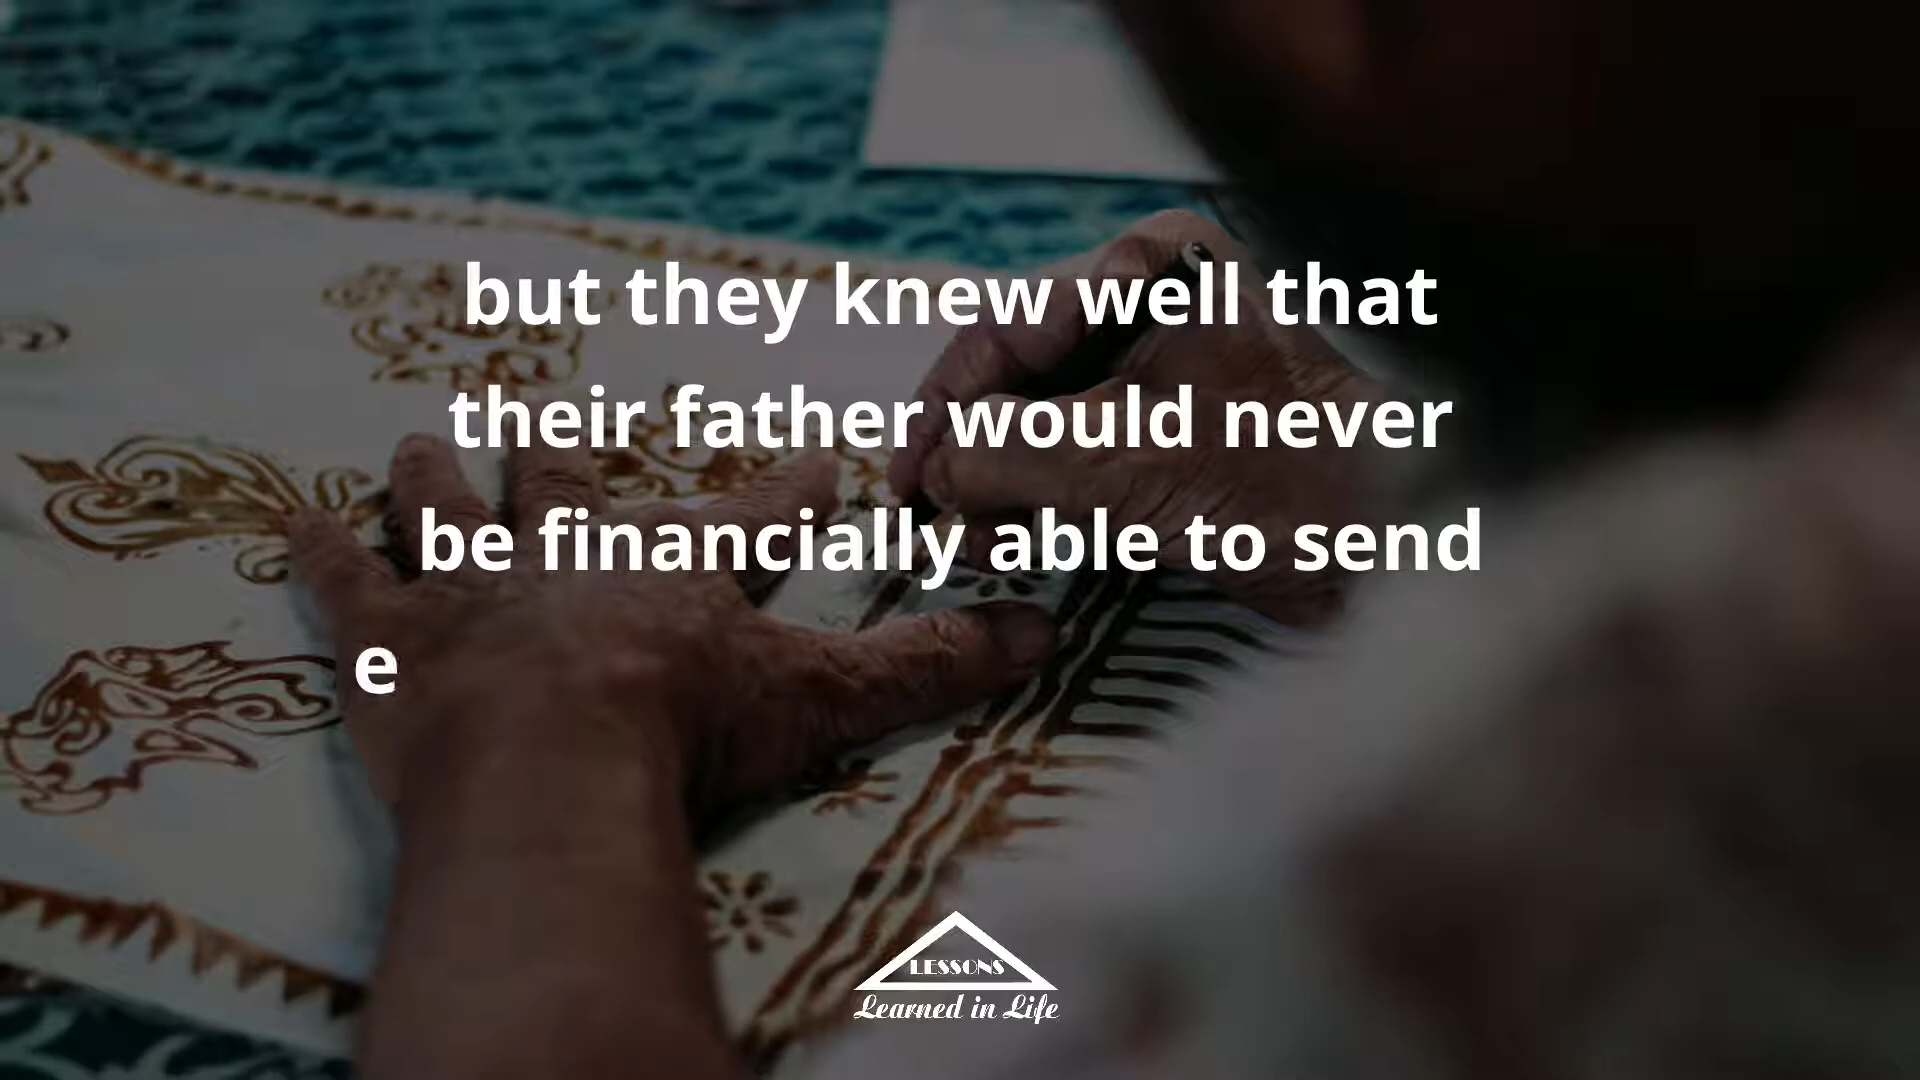 but they knew well that
their father would never
be financially able to send
e
LESSONS
Learned in Life